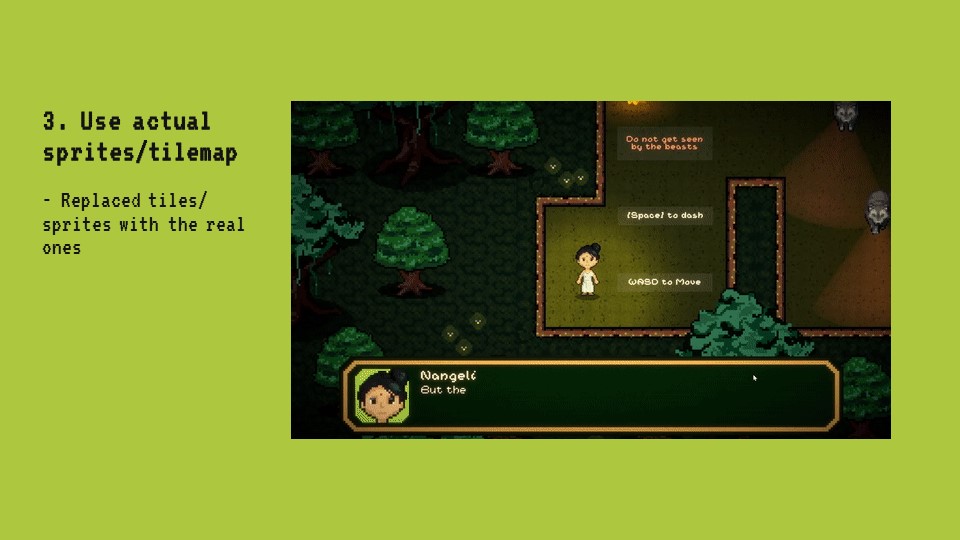 3. Use actual
sprites/tilemap
- Replaced tiles/
sprites with the real
ones
Do not get seen
by the beasts
[Space] to dash
WASD to Move
Nangeli
But the